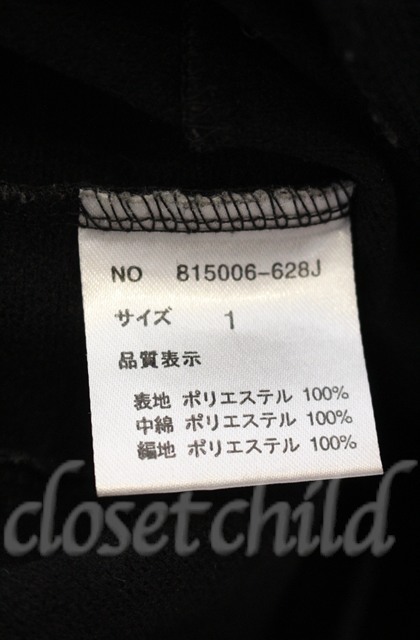 NO 815006-628J
サイズ 1
品質表示
表地 ポリエステル 100%
中綿 ポリエステル 100%
編地 ポリエステル 100%
closet child